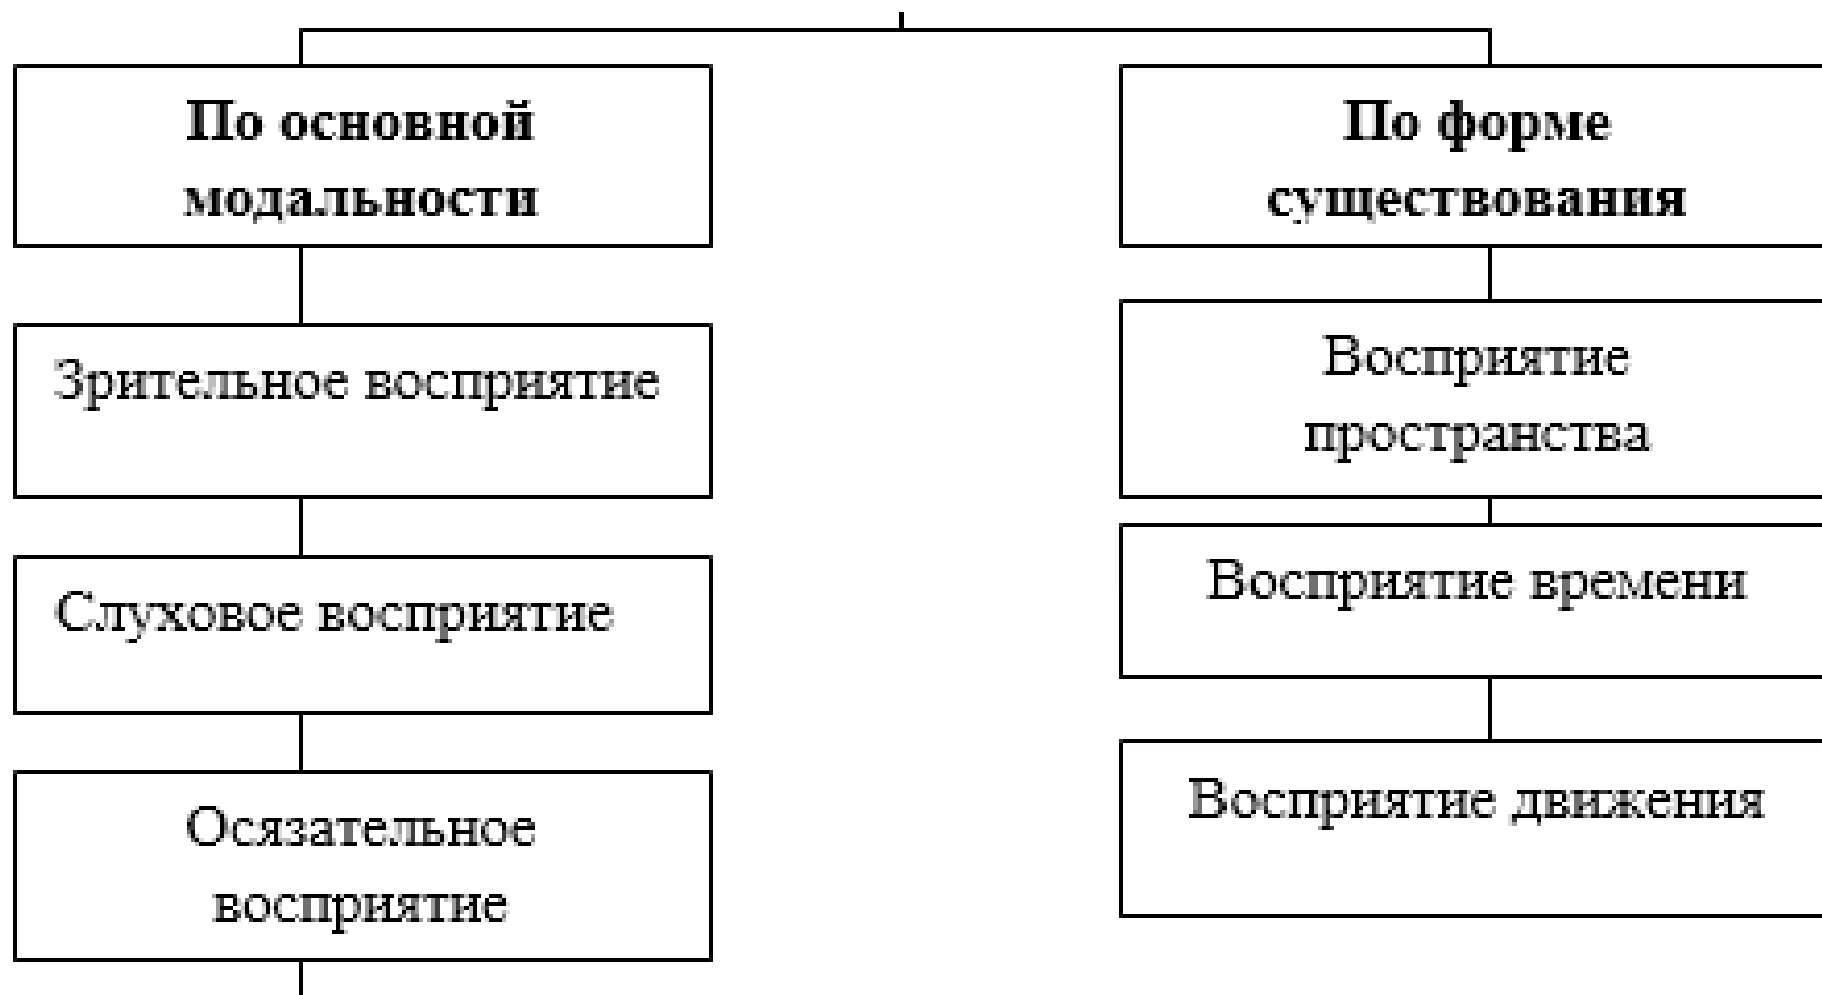 По основной
модальности
Зрительное восприятие
Слуховое восприятие
Осязательное
восприятие
По форме
существования
Восприятие
пространства
Восприятие времени
Восприятие движения